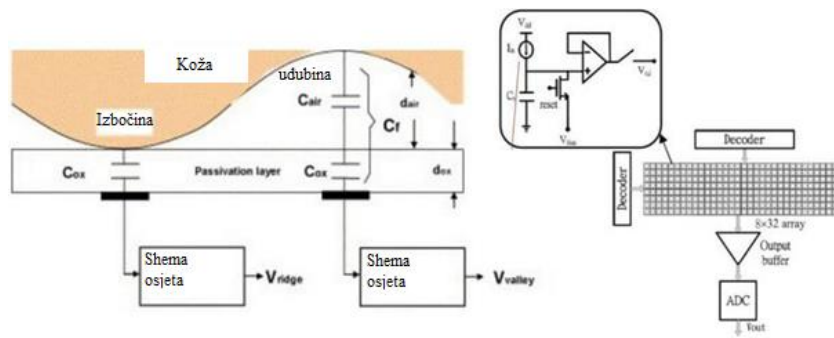 Koža
udubina
Izbočina
Cair
dair
Cf
Cox
Passivation layer
Cox
dox
Shema
osjeta
Vridge
Shema
osjeta
Vvalley
Vdd
reset
Decoder
Decoder
8×32 array
Output
buffer
ADC
Vout